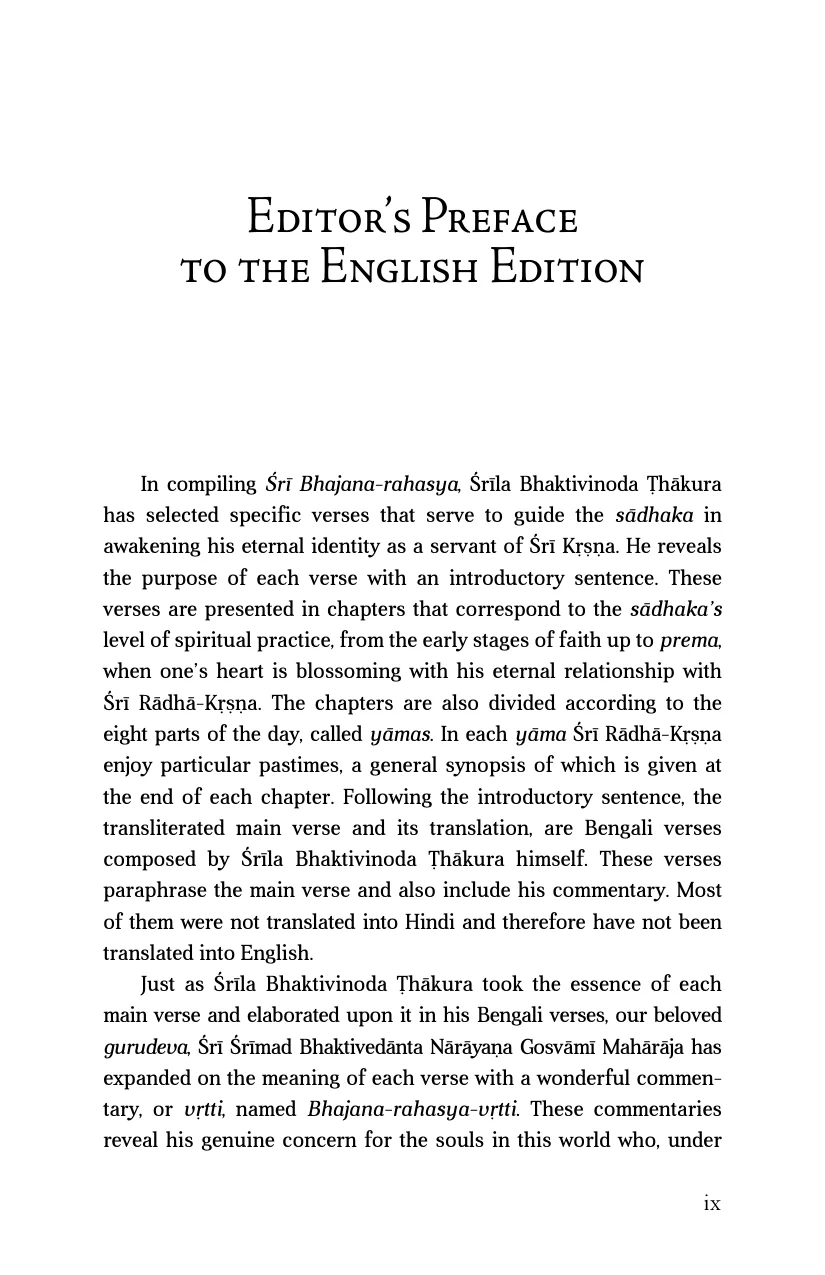 Editor’s Preface
to the English Edition
In compiling Śrī Bhajana-rahasya, Śrīla Bhaktivinoda Ṭhākura
has selected specific verses that serve to guide the sādhaka in
awakening his eternal identity as a servant of Śrī Kṛṣṇa. He reveals
the purpose of each verse with an introductory sentence. These
verses are presented in chapters that correspond to the sādhaka’s
level of spiritual practice, from the early stages of faith up to prema,
when one’s heart is blossoming with his eternal relationship with
Śrī Rādhā-Kṛṣṇa. The chapters are also divided according to the
eight parts of the day, called yāmas. In each yāma Śrī Rādhā-Kṛṣṇa
enjoy particular pastimes, a general synopsis of which is given at
the end of each chapter. Following the introductory sentence, the
transliterated main verse and its translation, are Bengali verses
composed by Śrīla Bhaktivinoda Ṭhākura himself. These verses
paraphrase the main verse and also include his commentary. Most
of them were not translated into Hindi and therefore have not been
translated into English.
Just as Śrīla Bhaktivinoda Ṭhākura took the essence of each
main verse and elaborated upon it in his Bengali verses, our beloved
gurudeva, Śrī Śrīmad Bhaktivedānta Nārāyaṇa Gosvāmī Mahārāja has
expanded on the meaning of each verse with a wonderful commen-
tary, or vṛtti, named Bhajana-rahasya-vṛtti. These commentaries
reveal his genuine concern for the souls in this world who, under
ix